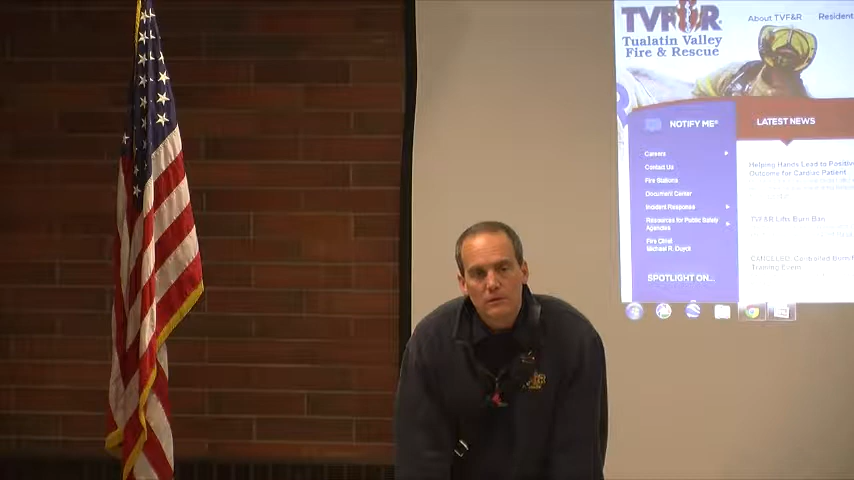 TVF&R
Tualatin Valley
Fire & Rescue
About TVF&R
Resident
NOTIFY ME®
LATEST NEWS
Careers
Contact Us
Fire Stations
Document Center
Incident Response
Resources for Public Safety
Agencies
Fire Chief
Michael R. Duyck
SPOTLIGHT ON...
Helping Hands Lead to Positive
Outcome for Cardiac Patient
TVF&R Lifts Burn Ban
CANCELLED: Controlled Burn
Training Event